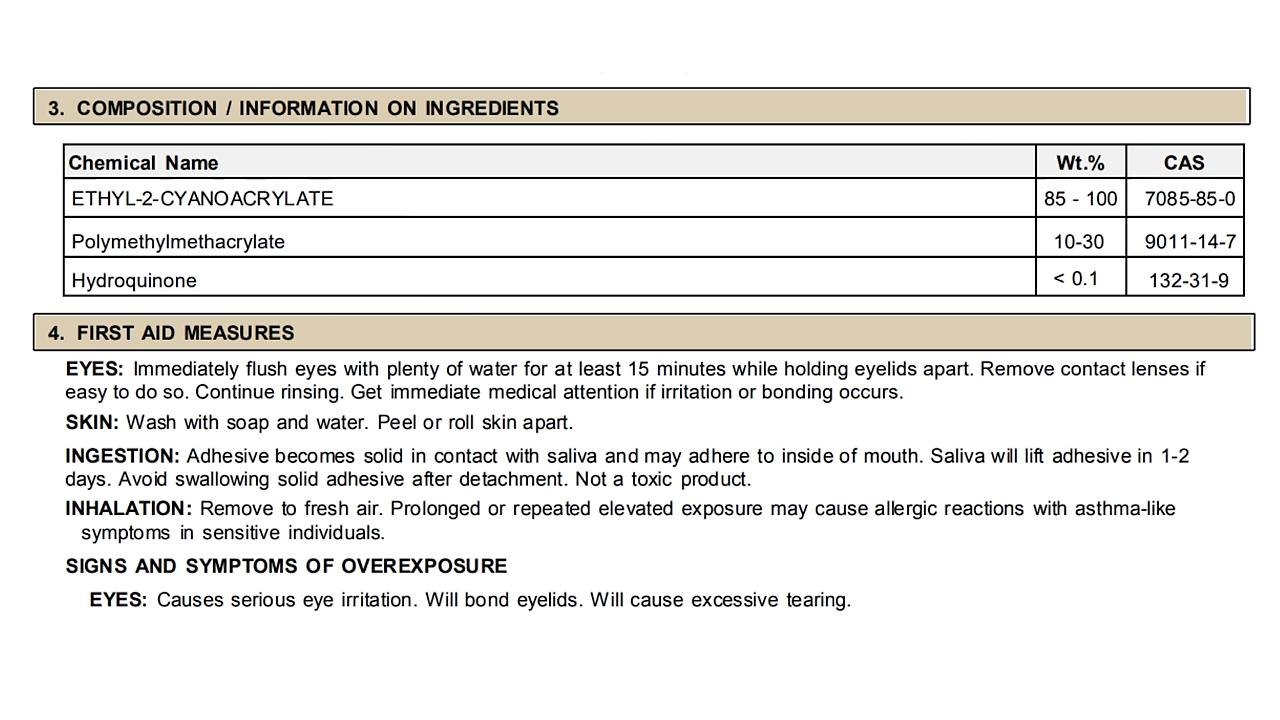 3. COMPOSITION / INFORMATION ON INGREDIENTS
Chemical Name Wt.% CAS
ETHYL-2-CYANOACRYLATE 85 - 100 7085-85-0
Polymethylmethacrylate 10-30 9011-14-7
Hydroquinone < 0.1 132-31-9
4. FIRST AID MEASURES
EYES: Immediately flush eyes with plenty of water for at least 15 minutes while holding eyelids apart. Remove contact lenses if
easy to do so. Continue rinsing. Get immediate medical attention if irritation or bonding occurs.
SKIN: Wash with soap and water. Peel or roll skin apart.
INGESTION: Adhesive becomes solid in contact with saliva and may adhere to inside of mouth. Saliva will lift adhesive in 1-2
days. Avoid swallowing solid adhesive after detachment. Not a toxic product.
INHALATION: Remove to fresh air. Prolonged or repeated elevated exposure may cause allergic reactions with asthma-like
symptoms in sensitive individuals.
SIGNS AND SYMPTOMS OF OVEREXPOSURE
EYES: Causes serious eye irritation. Will bond eyelids. Will cause excessive tearing.